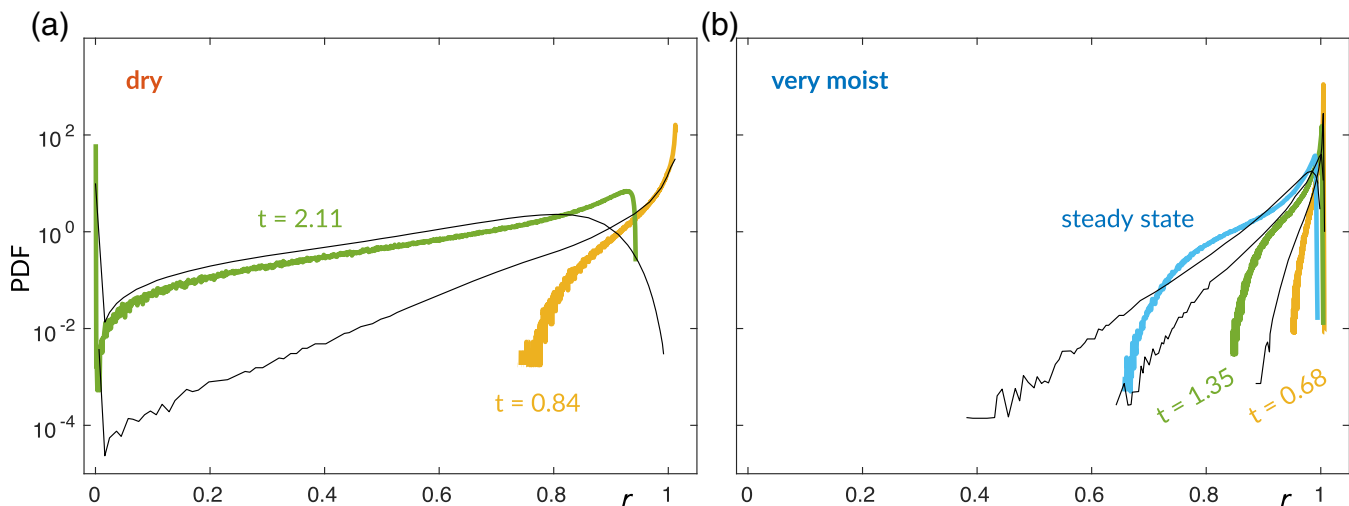 (a)
(b)
dry
very moist
PDF
10^2
10^0
10^-2
10^-4
t = 2.11
t = 0.84
steady state
t = 1.35
t = 0.68
0 0.2 0.4 0.6 0.8 r 1
0 0.2 0.4 0.6 0.8 r 1